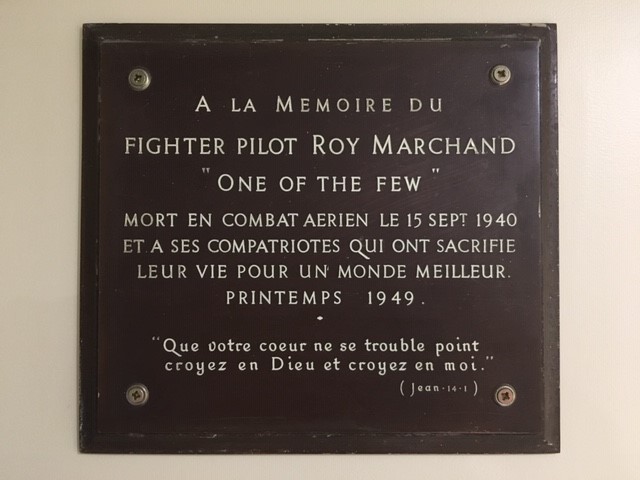 A LA MEMOIRE DU
FIGHTER PILOT ROY MARCHAND
"ONE OF THE FEW"
MORT EN COMBAT AERIEN LE 15 SEPT 1940
ET A SES COMPATRIOTES QUI ONT SACRIFIE
LEUR VIE POUR UN MONDE MEILLEUR.
PRINTEMPS 1949.
"Que votre coeur ne se trouble point
croyez en Dieu et croyez en moi."
(Jean-14-1)